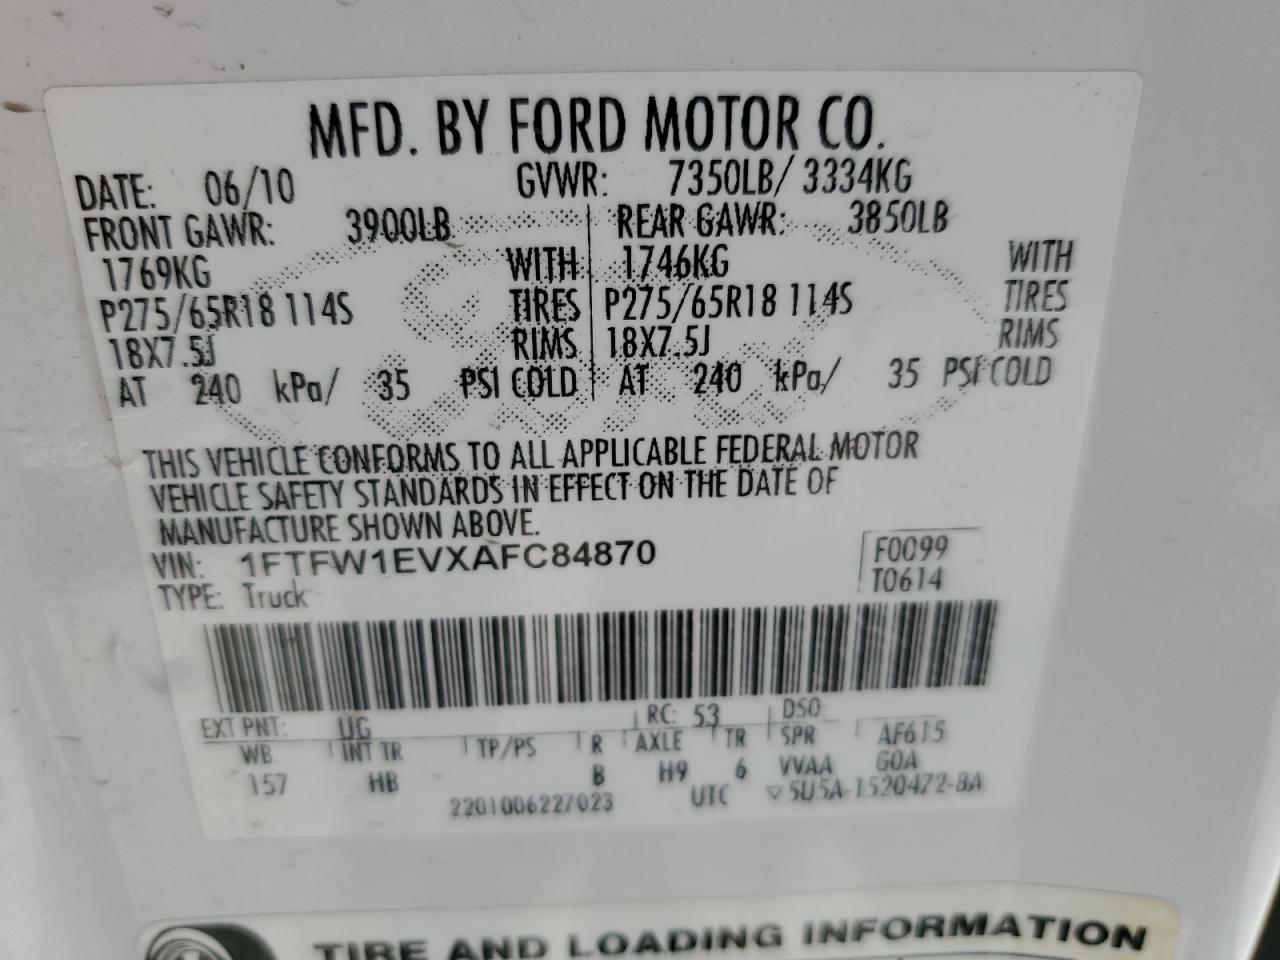 MFD. BY FORD MOTOR CO.
DATE: 06/10 GVWR: 7350LB/ 3334KG
FRONT GAWR: 3900LB REAR GAWR: 3850LB
1769KG WITH 1746KG WITH
P275/65R18 114S TIRES P275/65R18 114S TIRES
18X7.5J RIMS 18X7.5J RIMS
AT 240 kPa/ 35 PSI COLD AT 240 kPa/ 35 PSI COLD
THIS VEHICLE CONFORMS TO ALL APPLICABLE FEDERAL MOTOR
VEHICLE SAFETY STANDARDS IN EFFECT ON THE DATE OF
MANUFACTURE SHOWN ABOVE.
VIN: 1FTFW1EVXAFC84870 F0099
TYPE: Truck T0614
EXT PNT: UG RC: 53 DSO
WB INT TR TP/PS R AXLE TR SPR AF615
157 HB B H9 6 VVAA GOA
2201006227023 UTC ▽5U5A-1520472-BA
TIRE AND LOADING INFORMATION